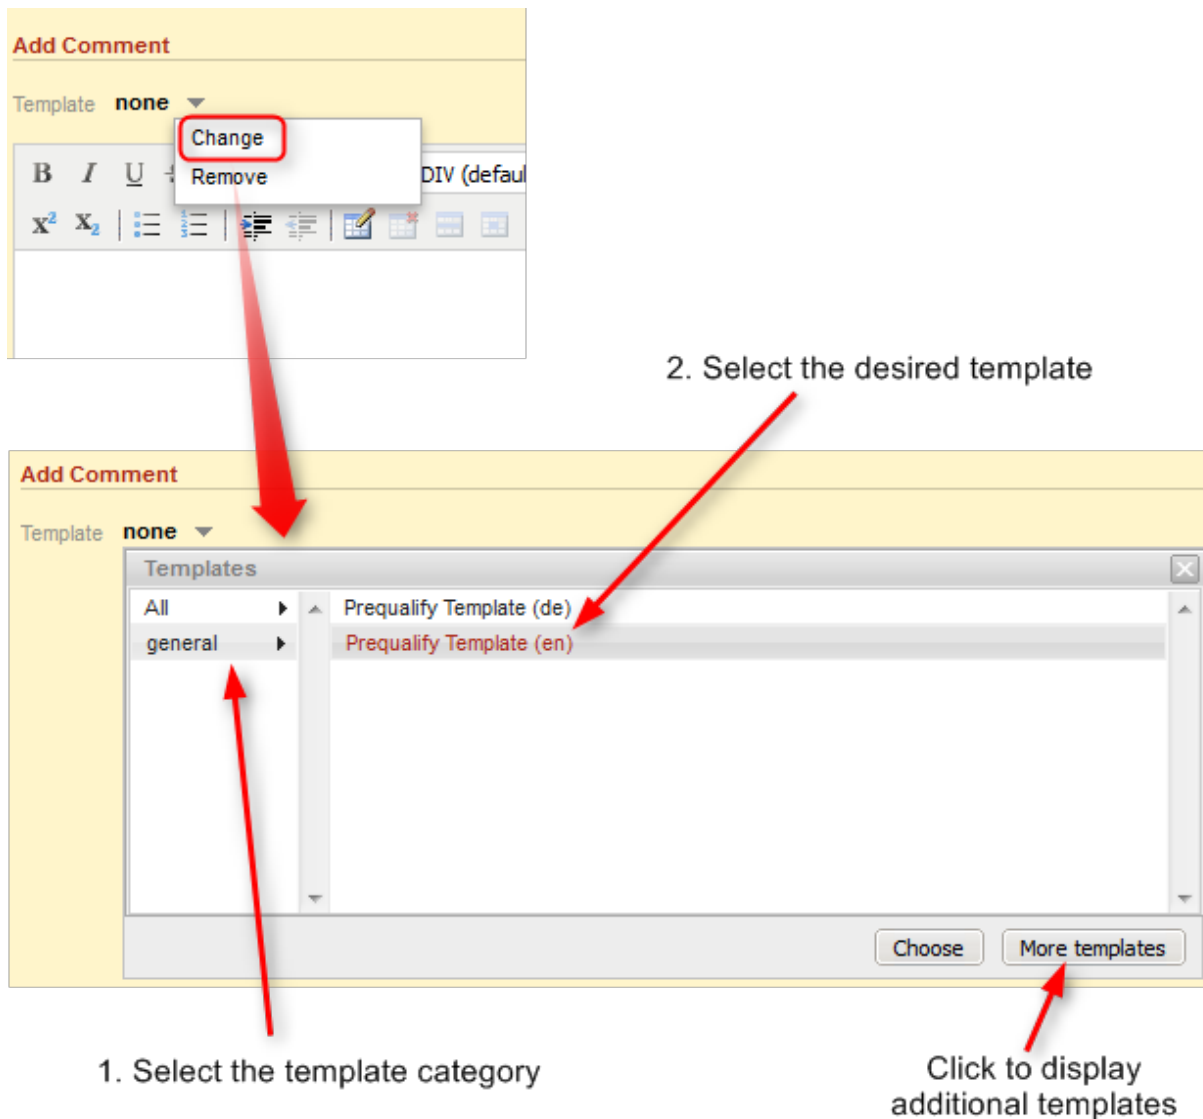 Add Comment
Template none
Change
Remove
B I U
DIV (defaul
X² X₂
2. Select the desired template
Add Comment
Template none
Templates
All
Prequalify Template (de)
general
Prequalify Template (en)
Choose
More templates
1. Select the template category
Click to display
additional templates